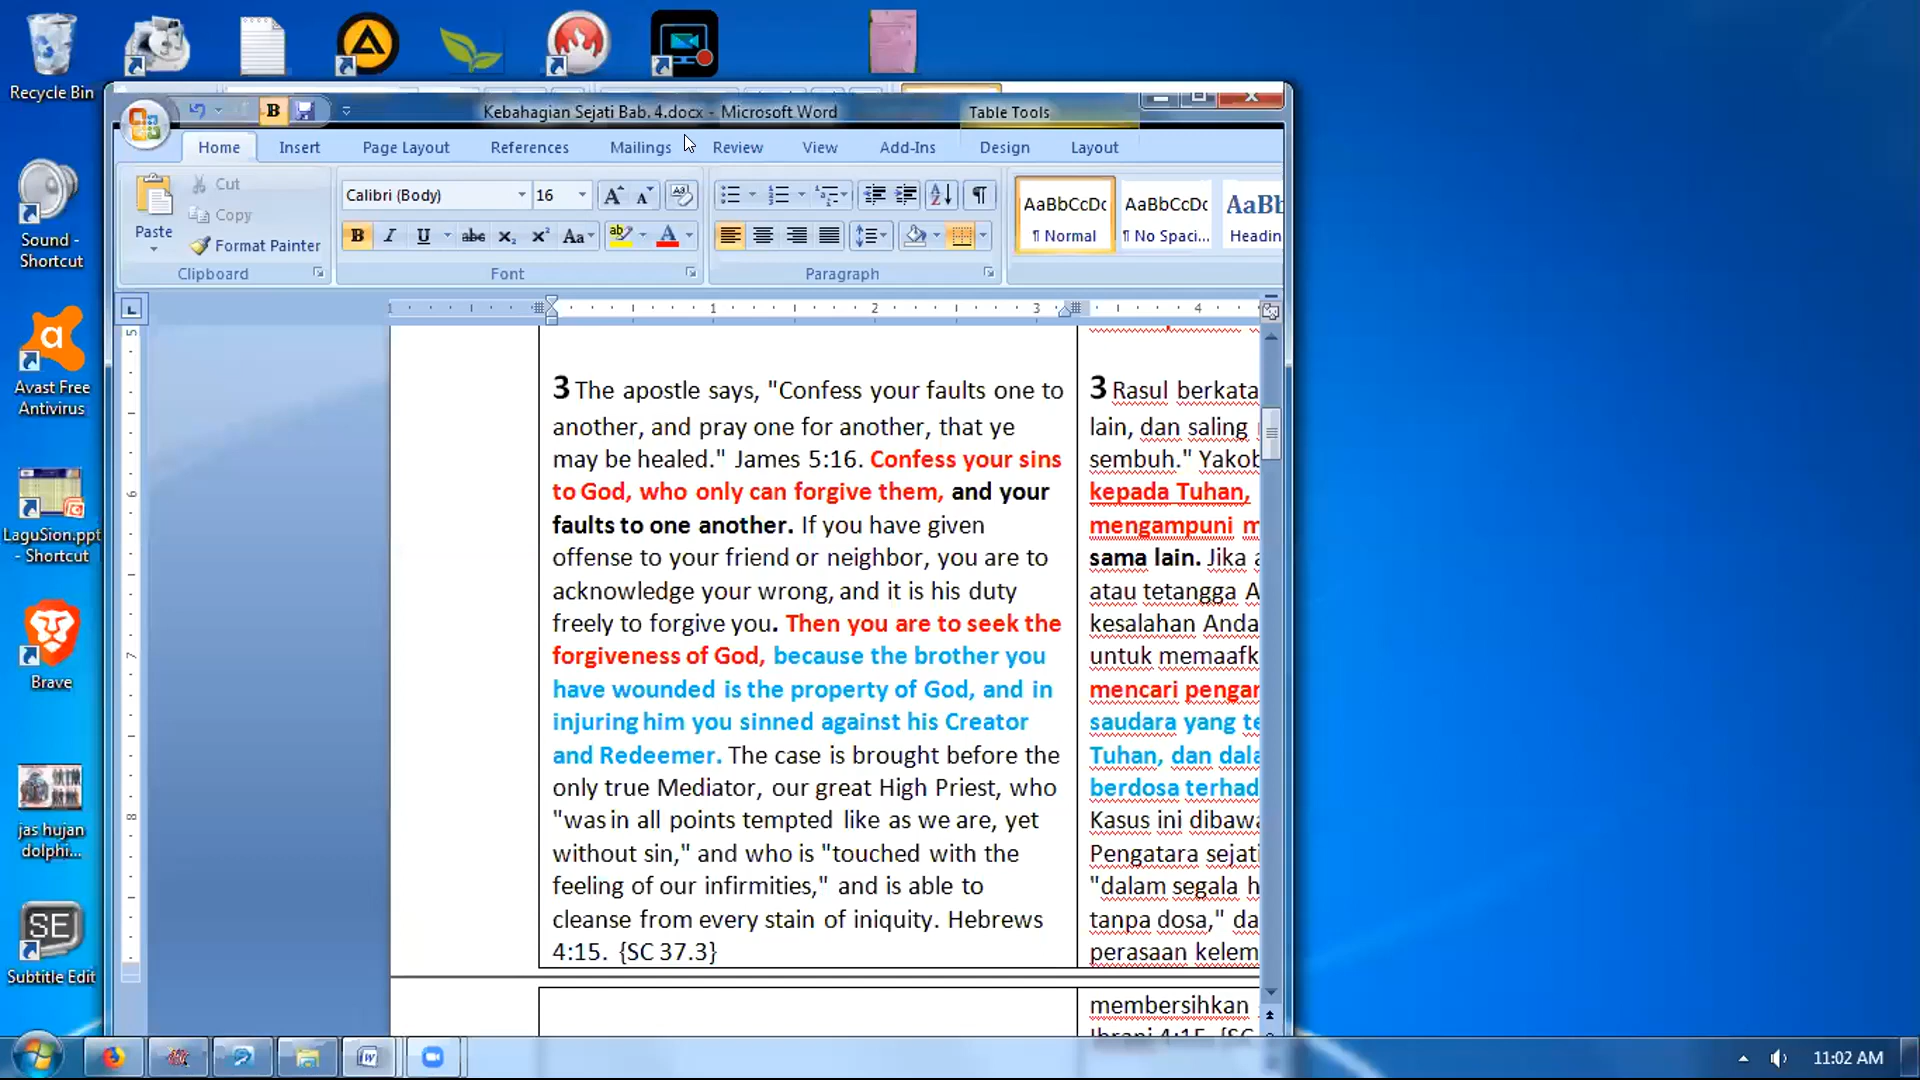 Recycle Bin
Sound - Shortcut
Avast Free Antivirus
LaguSion.ppt - Shortcut
Brave
jas hujan dolphi...
SE
Subtitle Edit
Kebahagian Sejati Bab. 4.docx - Microsoft Word
Table Tools
Home Insert Page Layout References Mailings Review View Add-Ins Design Layout
Paste
Cut
Copy
Format Painter
Clipboard
Calibri (Body) 16
Font
Paragraph
AaBbCcDc AaBbCcDc AaBb
¶ Normal ¶ No Spaci... Headin
1 1 2 3 4
5
6
7
8
3 The apostle says, "Confess your faults one to
another, and pray one for another, that ye
may be healed." James 5:16. Confess your sins
to God, who only can forgive them, and your
faults to one another. If you have given
offense to your friend or neighbor, you are to
acknowledge your wrong, and it is his duty
freely to forgive you. Then you are to seek the
forgiveness of God, because the brother you
have wounded is the property of God, and in
injuring him you sinned against his Creator
and Redeemer. The case is brought before the
only true Mediator, our great High Priest, who
"was in all points tempted like as we are, yet
without sin," and who is "touched with the
feeling of our infirmities," and is able to
cleanse from every stain of iniquity. Hebrews
4:15. {SC 37.3}
3 Rasul berkata
lain, dan saling
sembuh." Yakob
kepada Tuhan,
mengampuni m
sama lain. Jika a
atau tetangga A
kesalahan Anda
untuk memaafk
mencari pengar
saudara yang te
Tuhan, dan dala
berdosa terhad
Kasus ini dibawa
Pengatara sejati
"dalam segala h
tanpa dosa," da
perasaan kelem
membersihkan
11:02 AM